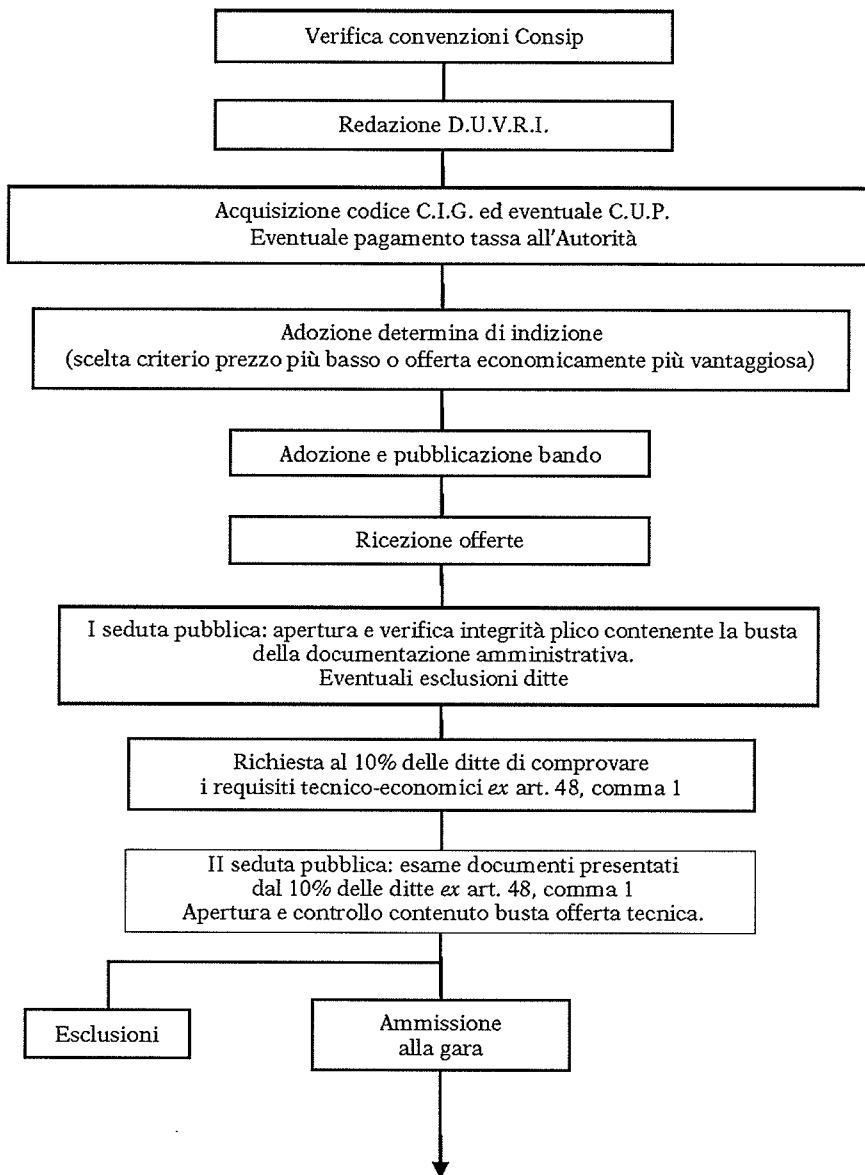 Verifica convenzioni Consip
Redazione D.U.V.R.I.
Acquisizione codice C.I.G. ed eventuale C.U.P.
Eventuale pagamento tassa all'Autorità
Adozione determina di indizione
(scelta criterio prezzo più basso o offerta economicamente più vantaggiosa)
Adozione e pubblicazione bando
Ricezione offerte
I seduta pubblica: apertura e verifica integrità plico contenente la busta
della documentazione amministrativa.
Eventuali esclusioni ditte
Richiesta al 10% delle ditte di comprovare
i requisiti tecnico-economici ex art. 48, comma 1
II seduta pubblica: esame documenti presentati
dal 10% delle ditte ex art. 48, comma 1
Apertura e controllo contenuto busta offerta tecnica.
Esclusioni
Ammissione
alla gara